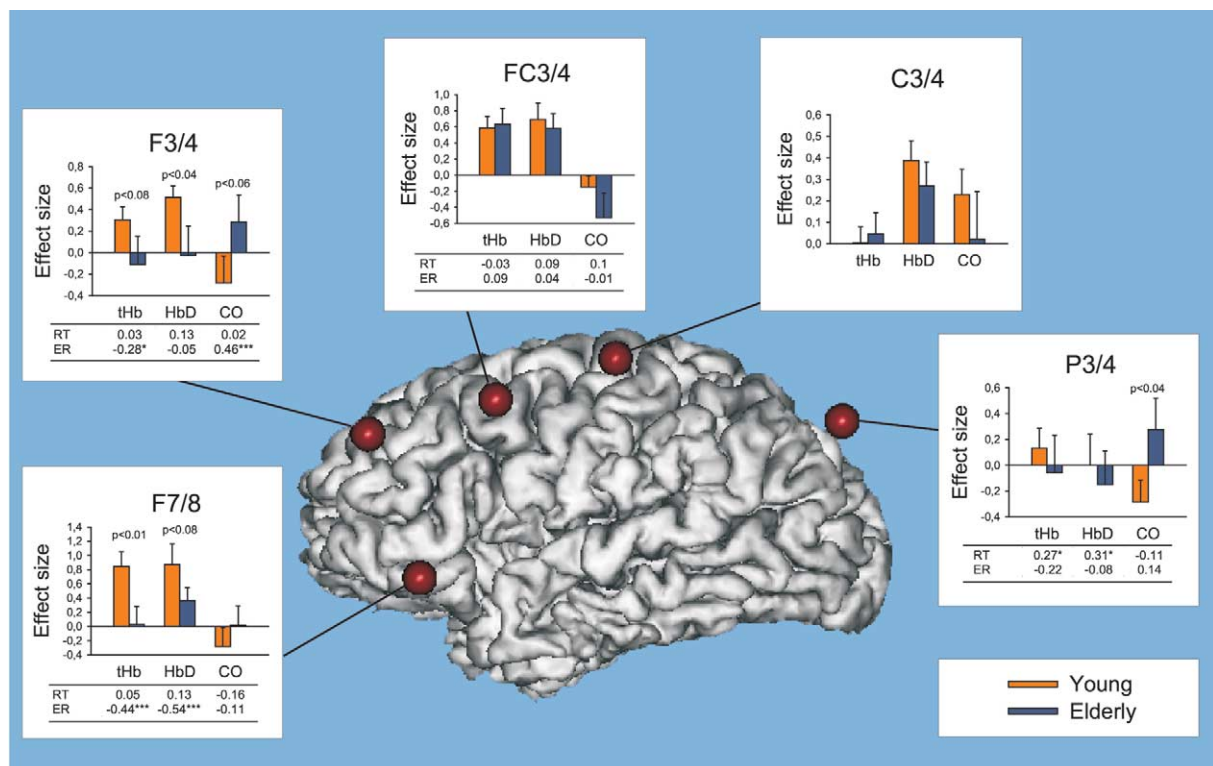 FC3/4
Effect size
1,0
0,8
0,6
0,4
0,2
0,0
-0,2
-0,4
-0,6
tHb HbD CO
RT -0.03 0.09 0.1
ER 0.09 0.04 -0.01
C3/4
Effect size
0,6
0,5
0,4
0,3
0,2
0,1
0,0
tHb HbD CO
F3/4
Effect size
0,8
0,6
0,4
0,2
0,0
-0,2
-0,4
p<0.08 p<0.04 p<0.06
tHb HbD CO
RT 0.03 0.13 0.02
ER -0.28* -0.05 0.46***
P3/4
Effect size
0,6
0,4
0,2
0,0
-0,2
-0,4
p<0.04
tHb HbD CO
RT 0.27* 0.31* -0.11
ER -0.22 -0.08 0.14
F7/8
Effect size
1,4
1,2
1,0
0,8
0,6
0,4
0,2
0,0
-0,2
-0,4
p<0.01 p<0.08
tHb HbD CO
RT 0.05 0.13 -0.16
ER -0.44*** -0.54*** -0.11
Young
Elderly